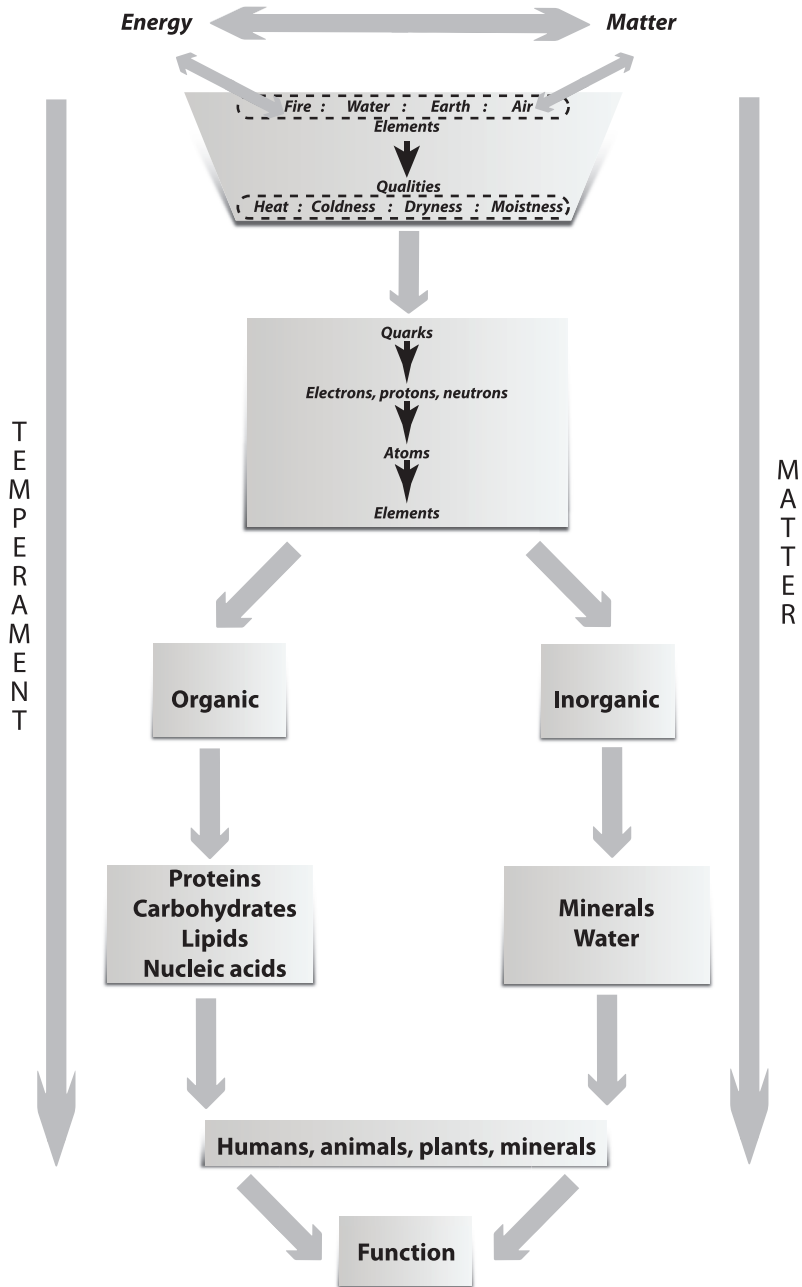 Energy Matter
Fire : Water : Earth : Air
Elements
Qualities
Heat : Coldness : Dryness : Moistness
Quarks
Electrons, protons, neutrons
Atoms
Elements
TEMPERAMENT
MATTER
Organic
Inorganic
Proteins
Carbohydrates
Lipids
Nucleic acids
Minerals
Water
Humans, animals, plants, minerals
Function